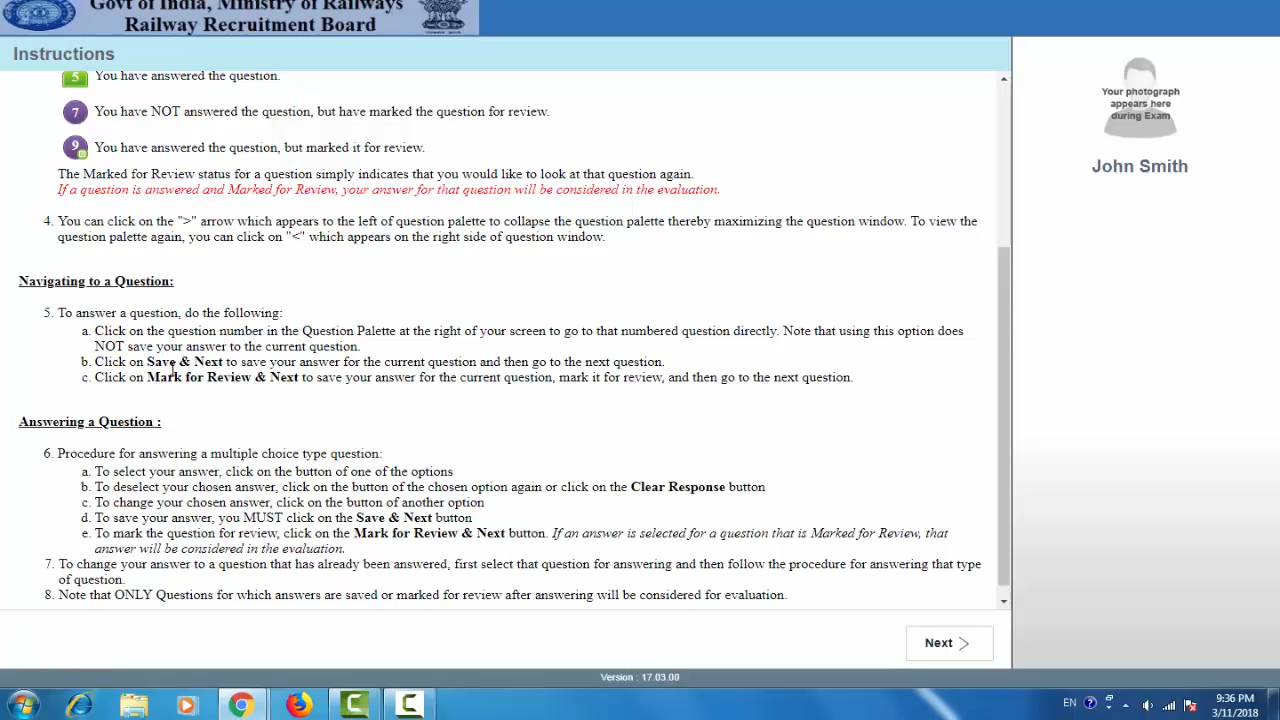 Govt of India, Ministry of Railways
Railway Recruitment Board
Instructions
5 You have answered the question.
7 You have NOT answered the question, but have marked the question for review.
9 You have answered the question, but marked it for review.
The Marked for Review status for a question simply indicates that you would like to look at that question again.
If a question is answered and Marked for Review, your answer for that question will be considered in the evaluation.
4. You can click on the ">" arrow which appears to the left of question palette to collapse the question palette thereby maximizing the question window. To view the
question palette again, you can click on "<" which appears on the right side of question window.
Navigating to a Question:
5. To answer a question, do the following:
a. Click on the question number in the Question Palette at the right of your screen to go to that numbered question directly. Note that using this option does
NOT save your answer to the current question.
b. Click on Save & Next to save your answer for the current question and then go to the next question.
c. Click on Mark for Review & Next to save your answer for the current question, mark it for review, and then go to the next question.
Answering a Question :
6. Procedure for answering a multiple choice type question:
a. To select your answer, click on the button of one of the options
b. To deselect your chosen answer, click on the button of the chosen option again or click on the Clear Response button
c. To change your chosen answer, click on the button of another option
d. To save your answer, you MUST click on the Save & Next button
e. To mark the question for review, click on the Mark for Review & Next button. If an answer is selected for a question that is Marked for Review, that
answer will be considered in the evaluation.
7. To change your answer to a question that has already been answered, first select that question for answering and then follow the procedure for answering that type
of question.
8. Note that ONLY Questions for which answers are saved or marked for review after answering will be considered for evaluation.
Next
Your photograph
appears here
during Exam
John Smith
Version : 17.03.00
EN
9:36 PM
3/11/2018